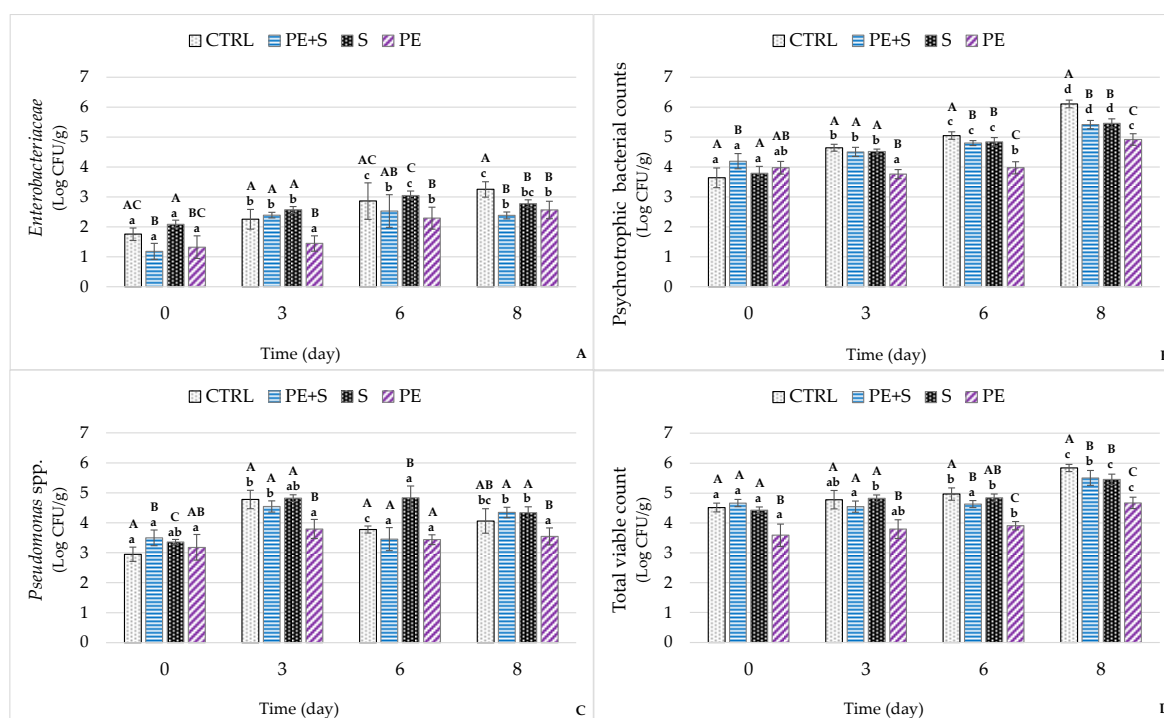 CTRL PE+S S PE
Enterobacteriaceae
(Log CFU/g)
7
6
5
4
3
2
1
0
AC B A BC
a a a a
A A A B
b b b a
AC AB C B
c b c b
A B B B
c b bc b
0 3 6 8
Time (day)
A
CTRL PE+S S PE
Psychrotrophic bacterial counts
(Log CFU/g)
7
6
5
4
3
2
1
0
A B A AB
a a a ab
A A A B
b b b a
A B B C
c c c b
A B B C
d d d c
0 3 6 8
Time (day)
CTRL PE+S S PE
Pseudomonas spp.
(Log CFU/g)
7
6
5
4
3
2
1
0
A B C AB
a a ab a
A A A B
b b ab a
A A B A
c a a a
AB A A B
bc b b a
0 3 6 8
Time (day)
C
CTRL PE+S S PE
Total viable count
(Log CFU/g)
7
6
5
4
3
2
1
0
A A A B
a a a a
A A A B
ab a b ab
A B AB C
b a b b
A B B C
c b c c
0 3 6 8
Time (day)